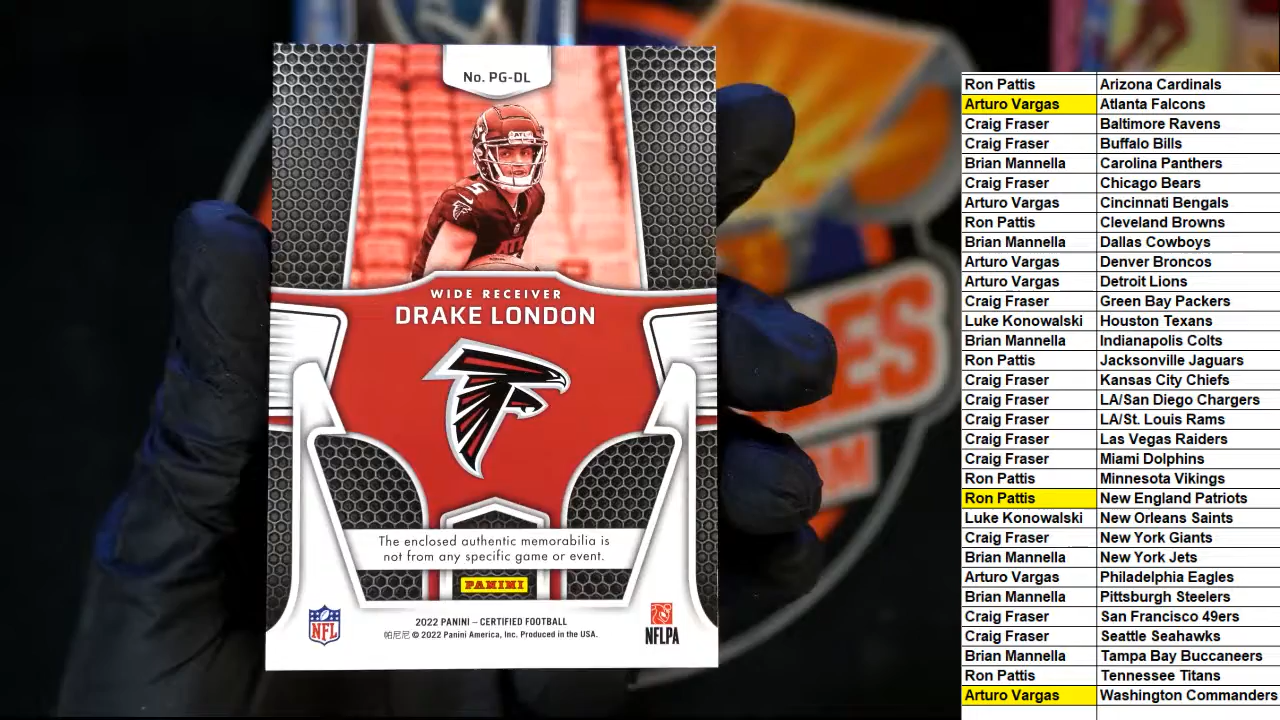 No. PG-DL
ATL
5
WIDE RECEIVER
DRAKE LONDON
The enclosed authentic memorabilia is
not from any specific game or event.
PANINI
NFL
2022 PANINI – CERTIFIED FOOTBALL
帕尼尼 © 2022 Panini America, Inc. Produced in the USA.
NFLPA
Ron Pattis Arizona Cardinals
Arturo Vargas Atlanta Falcons
Craig Fraser Baltimore Ravens
Craig Fraser Buffalo Bills
Brian Mannella Carolina Panthers
Craig Fraser Chicago Bears
Arturo Vargas Cincinnati Bengals
Ron Pattis Cleveland Browns
Brian Mannella Dallas Cowboys
Arturo Vargas Denver Broncos
Arturo Vargas Detroit Lions
Craig Fraser Green Bay Packers
Luke Konowalski Houston Texans
Brian Mannella Indianapolis Colts
Ron Pattis Jacksonville Jaguars
Craig Fraser Kansas City Chiefs
Craig Fraser LA/San Diego Chargers
Craig Fraser LA/St. Louis Rams
Craig Fraser Las Vegas Raiders
Craig Fraser Miami Dolphins
Ron Pattis Minnesota Vikings
Ron Pattis New England Patriots
Luke Konowalski New Orleans Saints
Craig Fraser New York Giants
Brian Mannella New York Jets
Arturo Vargas Philadelphia Eagles
Brian Mannella Pittsburgh Steelers
Craig Fraser San Francisco 49ers
Craig Fraser Seattle Seahawks
Brian Mannella Tampa Bay Buccaneers
Ron Pattis Tennessee Titans
Arturo Vargas Washington Commanders